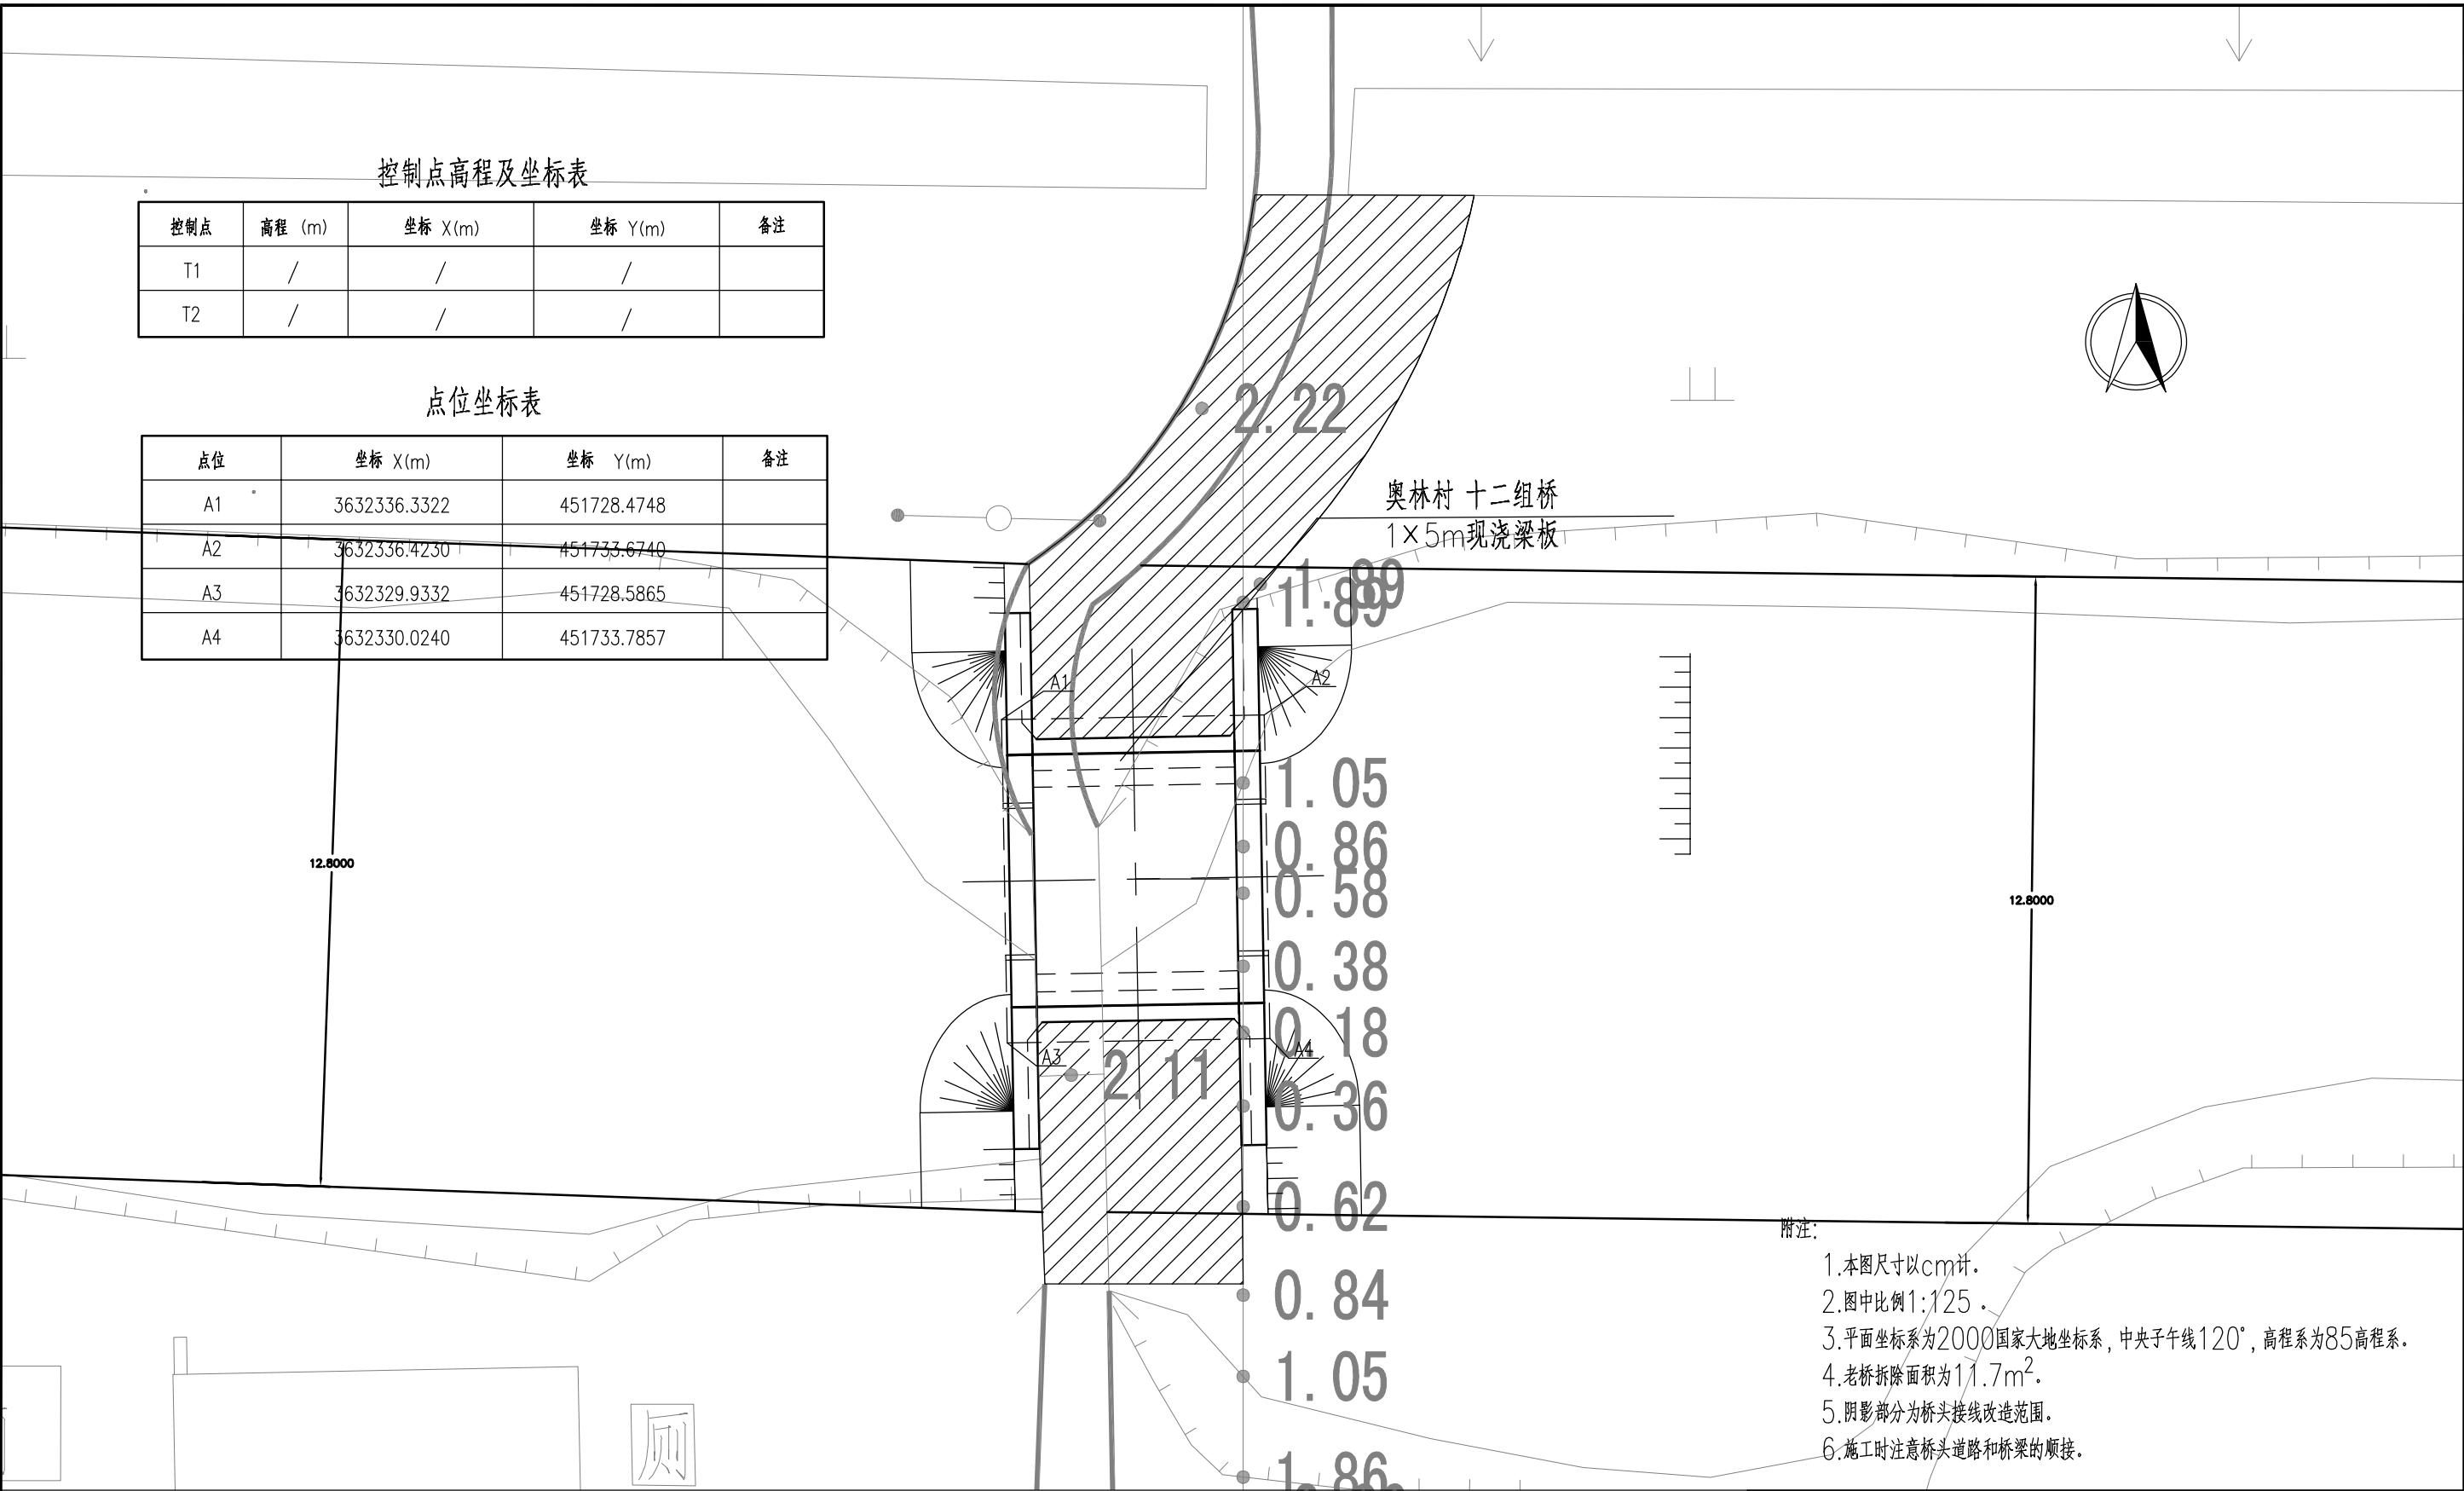 控制点高程及坐标表
控制点 高程 (m) 坐标 X(m) 坐标 Y(m) 备注
T1 / / /
T2 / / /
点位坐标表
点位 坐标 X(m) 坐标 Y(m) 备注
A1 3632336.3322 451728.4748
A2 3632336.4230 451733.6740
A3 3632329.9332 451728.5865
A4 3632330.0240 451733.7857
2.22
奥林村 十二组桥
1×5m现浇梁板
1.89
1.89
A1
A2
1.05
0.86
12.8000
0.58
12.8000
0.38
0.18
A3
A4
2.11
0.36
0.62
0.84
1.05
厕
1.86
附注:
1.本图尺寸以cm计。
2.图中比例1:125 。
3.平面坐标系为2000国家大地坐标系,中央子午线120°,高程系为85高程系。
4.老桥拆除面积为11.7m²。
5.阴影部分为桥头接线改造范围。
6.施工时注意桥头道路和桥梁的顺接。